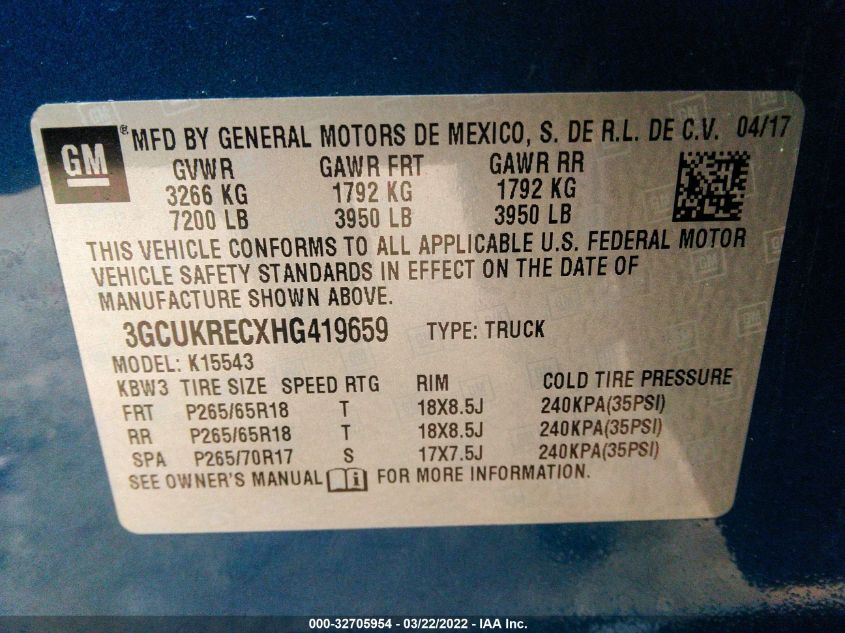 GM
® MFD BY GENERAL MOTORS DE MEXICO, S. DE R.L. DE C.V. 04/17
GVWR GAWR FRT GAWR RR
3266 KG 1792 KG 1792 KG
7200 LB 3950 LB 3950 LB
THIS VEHICLE CONFORMS TO ALL APPLICABLE U.S. FEDERAL MOTOR
VEHICLE SAFETY STANDARDS IN EFFECT ON THE DATE OF
MANUFACTURE SHOWN ABOVE.
3GCUKRECXHG419659 TYPE: TRUCK
MODEL: K15543
KBW3 TIRE SIZE SPEED RTG RIM COLD TIRE PRESSURE
FRT P265/65R18 T 18X8.5J 240KPA(35PSI)
RR P265/65R18 T 18X8.5J 240KPA(35PSI)
SPA P265/70R17 S 17X7.5J 240KPA(35PSI)
SEE OWNER'S MANUAL i FOR MORE INFORMATION.
000-32705954 - 03/22/2022 - IAA Inc.